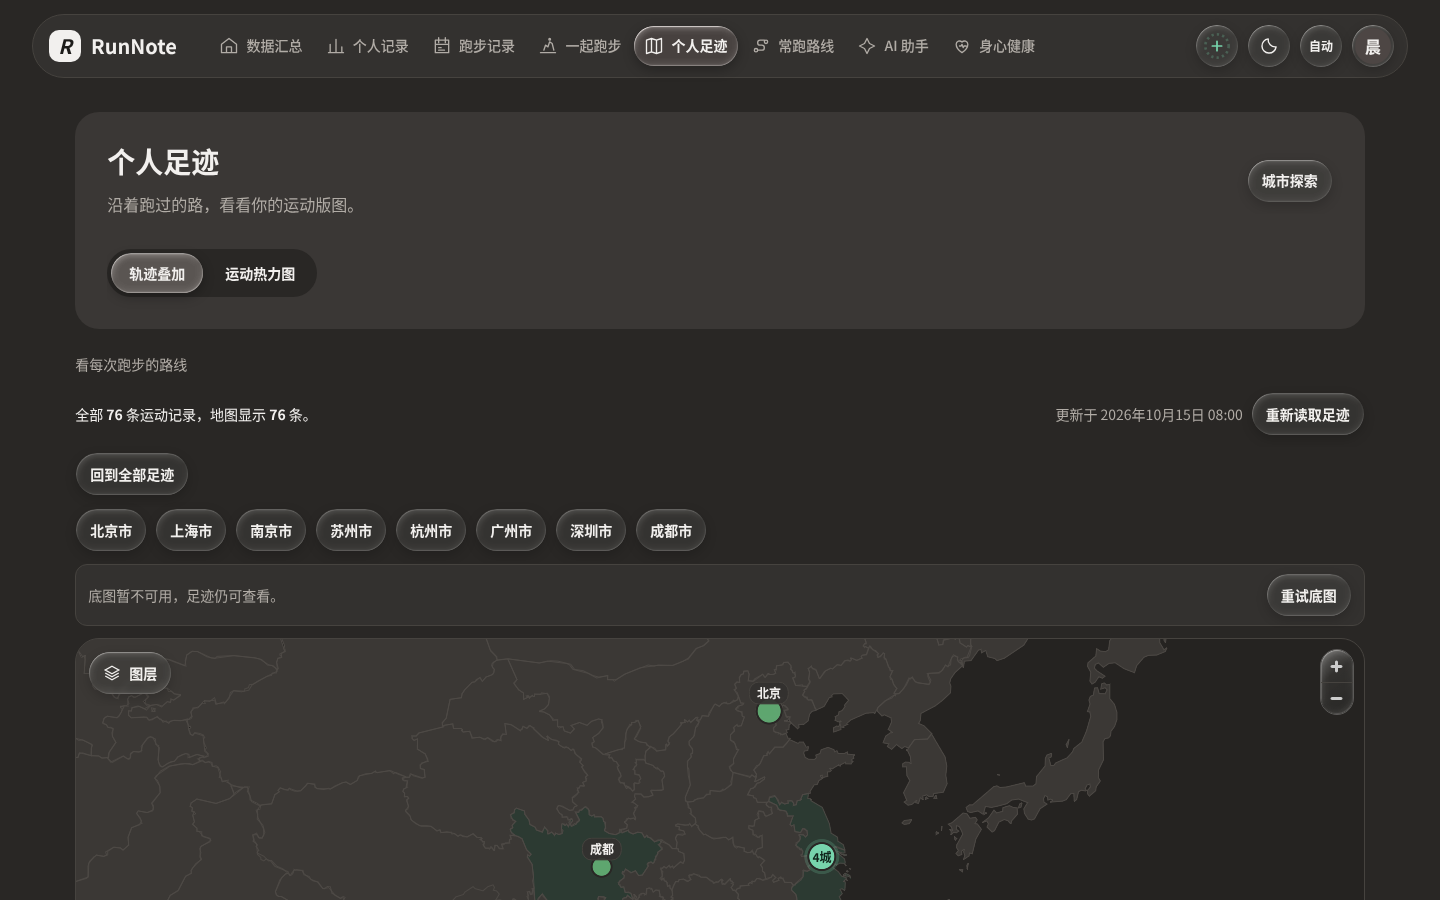 R RunNote 数据汇总 个人记录 跑步记录 一起跑步 个人足迹 常跑路线 AI 助手 身心健康 自动 晨
个人足迹
沿着跑过的路，看看你的运动版图。
城市探索
轨迹叠加 运动热力图
看每次跑步的路线
全部 76 条运动记录，地图显示 76 条。
更新于 2026年10月15日 08:00 重新读取足迹
回到全部足迹
北京市 上海市 南京市 苏州市 杭州市 广州市 深圳市 成都市
底图暂不可用，足迹仍可查看。 重试底图
图层
北京
成都
4城